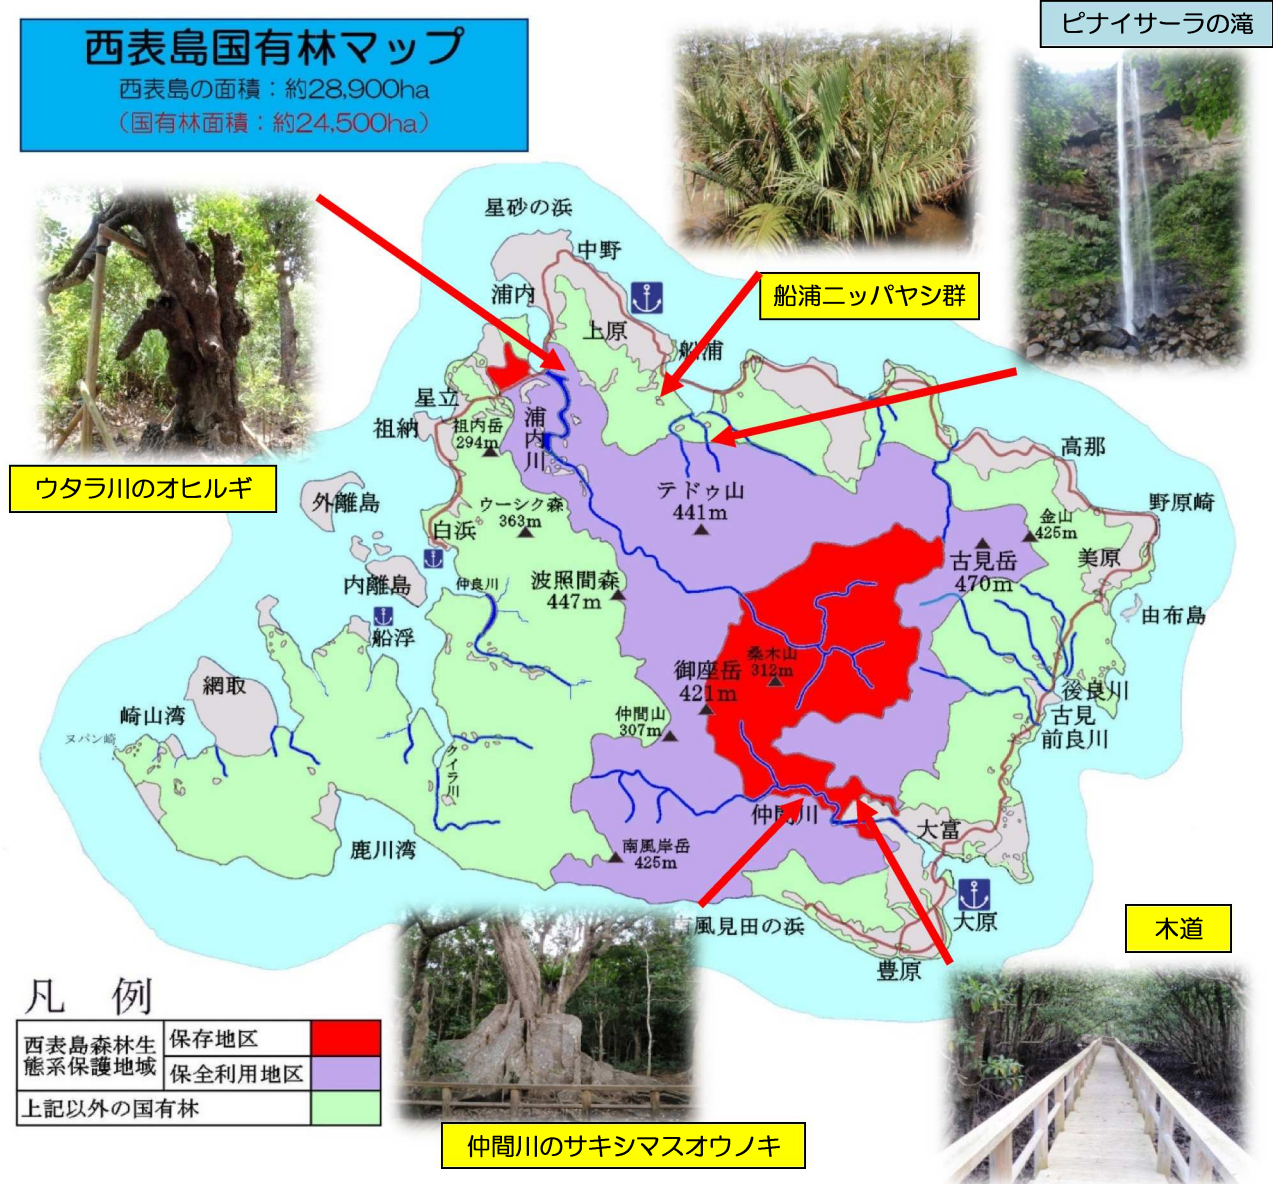 西表島国有林マップ
西表島の面積：約28,900ha
（国有林面積：約24,500ha）
ピナイサーラの滝
船浦ニッパヤシ群
ウタラ川のオヒルギ
星砂の浜
中野
浦内
上原
船浦
星立
祖納
祖内岳
294m
浦内川
外離島
ウーシク森
363m
白浜
内離島
仲良川
波照間森
447m
船浮
テドゥ山
441m
高那
野原崎
金山
425m
古見岳
470m
美原
由布島
後良川
古見
前良川
桑木山
312m
御座岳
421m
仲間山
307m
網取
崎山湾
ヌバン崎
クイラ川
鹿川湾
仲間川
南風岸岳
425m
大富
大原
南風見田の浜
豊原
木道
仲間川のサキシマスオウノキ
凡　例
西表島森林生
態系保護地域
保存地区
保全利用地区
上記以外の国有林